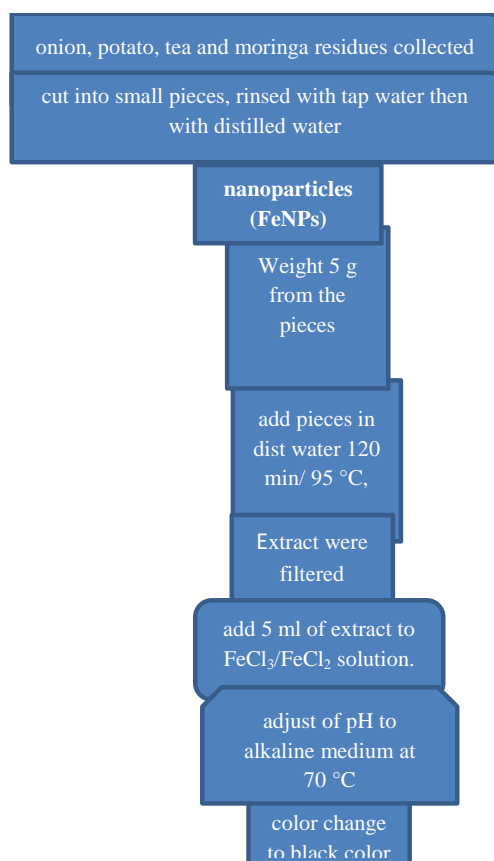 onion, potato, tea and moringa residues collected
cut into small pieces, rinsed with tap water then
with distilled water
nanoparticles
(FeNPs)
Weight 5 g
from the
pieces
add pieces in
dist water 120
min/ 95 °C,
Extract were
filtered
add 5 ml of extract to
FeCl₃/FeCl₂ solution.
adjust of pH to
alkaline medium at
70 °C
color change
to black color